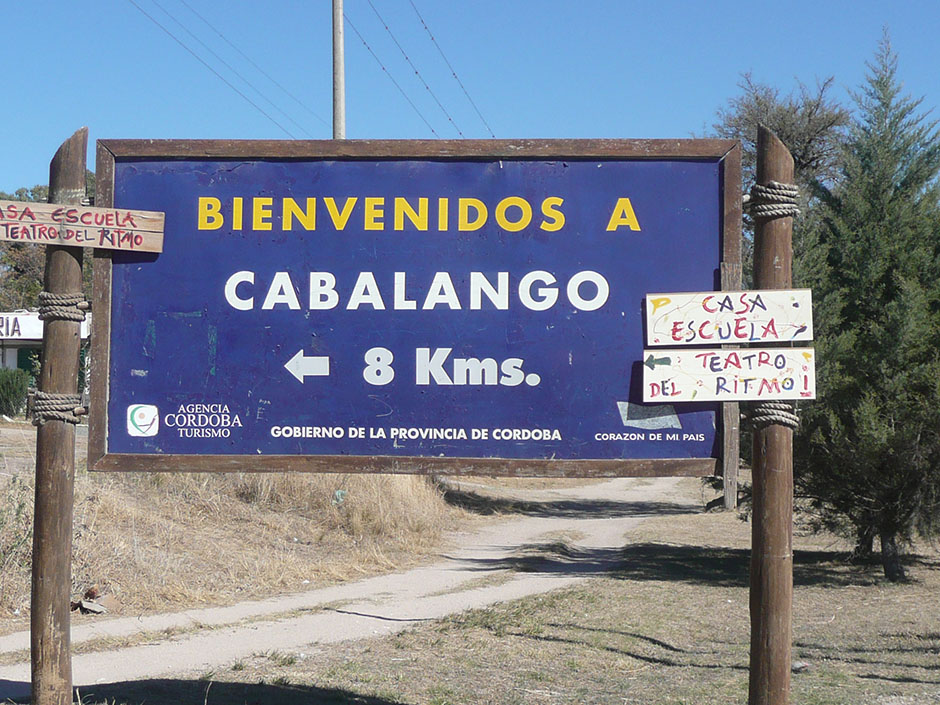 BIENVENIDOS A
CABALANGO
← 8 Kms.
AGENCIA
CORDOBA
TURISMO
GOBIERNO DE LA PROVINCIA DE CORDOBA
CORAZON DE MI PAIS
CASA ESCUELA
TEATRO DEL RITMO
CASA
ESCUELA
TEATRO
DEL RITMO!